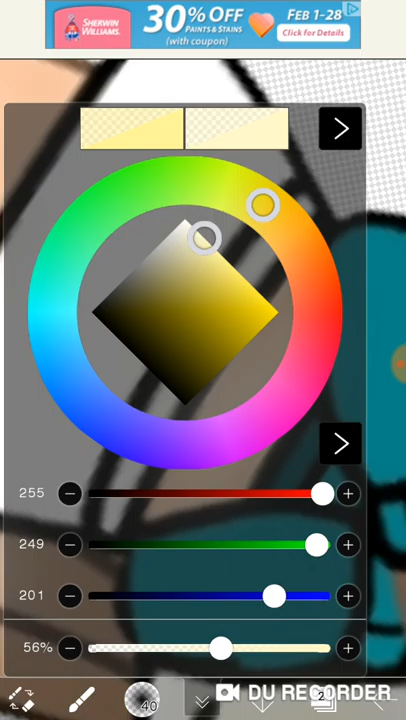 SHERWIN
WILLIAMS.
30% OFF
PAINTS & STAINS
(with coupon)
FEB 1-28
Click for Details
255
249
201
56%
40
2
DU RECORDER